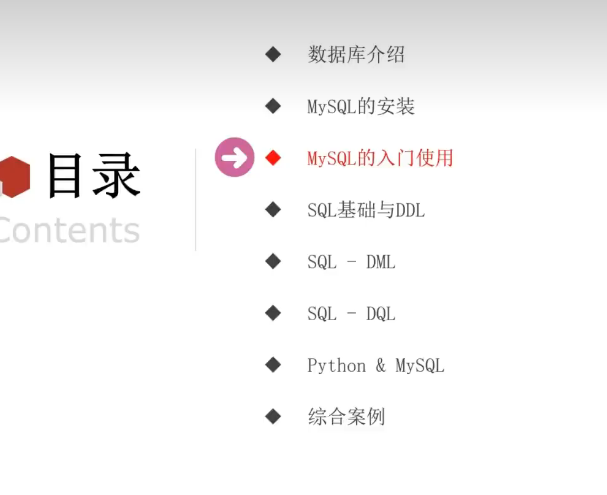 目录
Contents
数据库介绍
MySQL的安装
MySQL的入门使用
SQL基础与DDL
SQL - DML
SQL - DQL
Python & MySQL
综合案例